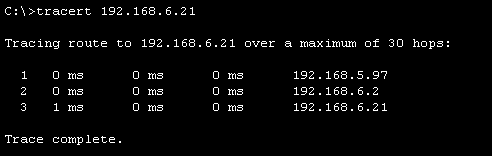 C:\>tracert 192.168.6.21
Tracing route to 192.168.6.21 over a maximum of 30 hops:
1 0 ms 0 ms 0 ms 192.168.5.97
2 0 ms 0 ms 0 ms 192.168.6.2
3 1 ms 0 ms 0 ms 192.168.6.21
Trace complete.